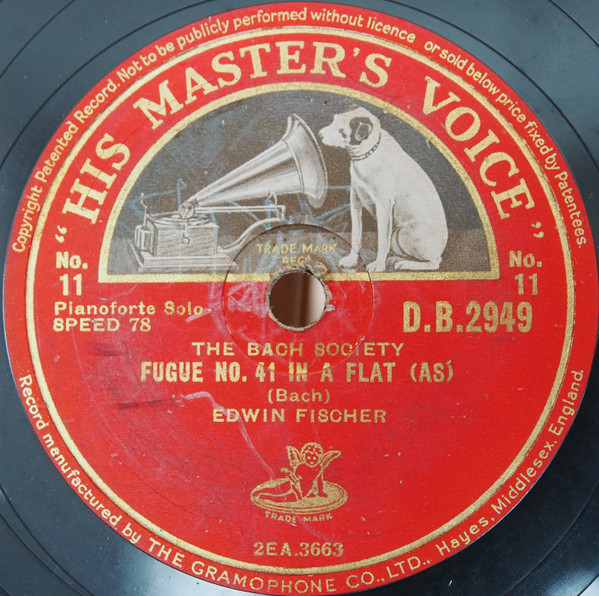 Copyright Patented Record. Not to be publicly performed without licence or sold below price fixed by Patentees.
"HIS MASTER'S VOICE"
TRADE MARK
REGD
No. 11
No. 11
Pianoforte Solo
SPEED 78
D.B.2949
THE BACH SOCIETY
FUGUE NO. 41 IN A FLAT (AS)
(Bach)
EDWIN FISCHER
TRADE MARK
2EA.3663
Record manufactured by THE GRAMOPHONE CO., LTD., Hayes, Middlesex, England.